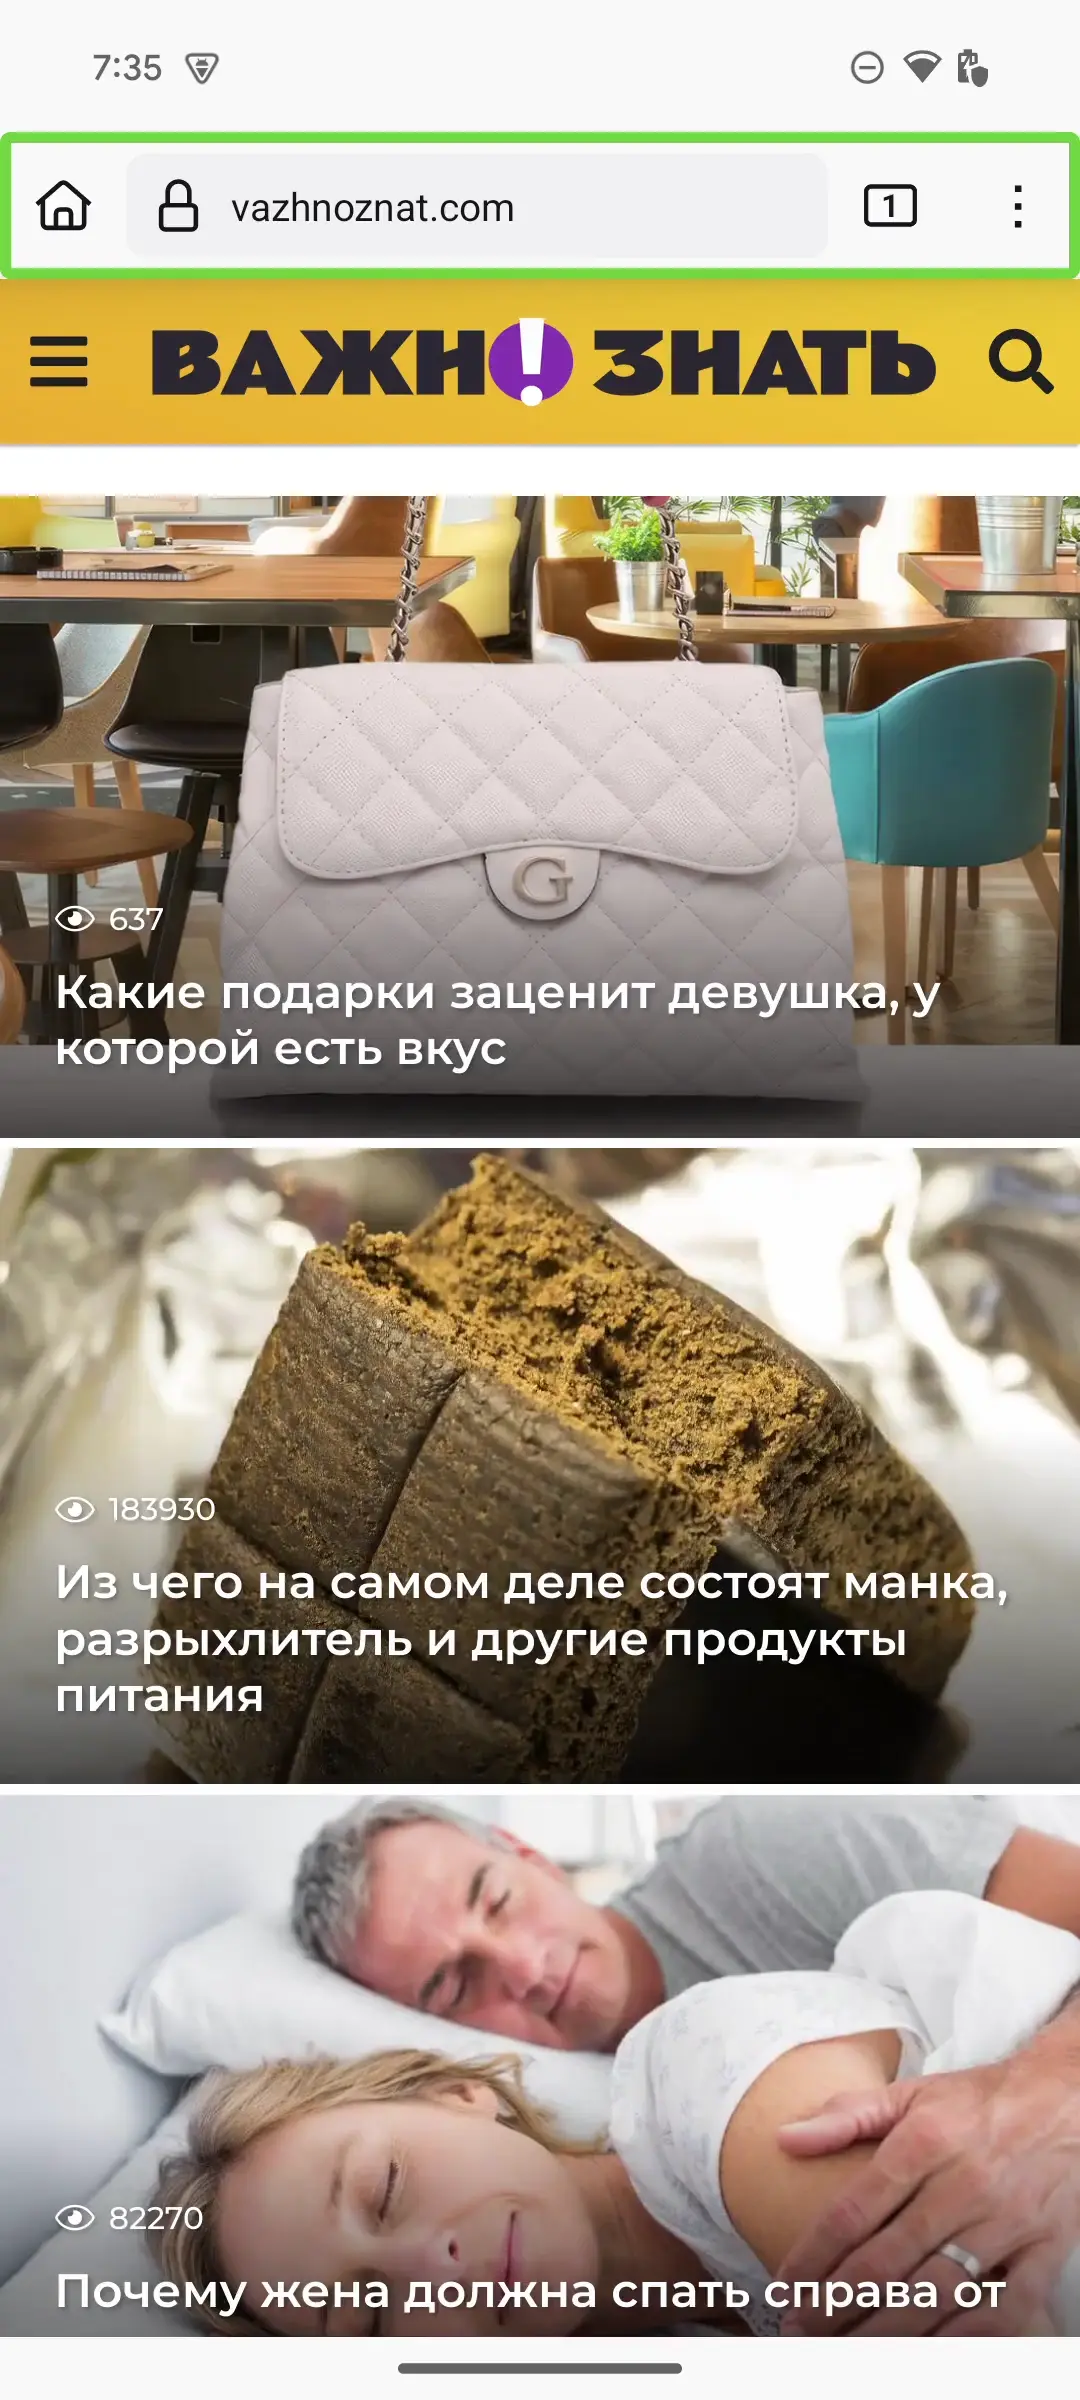 7:35
vazhnoznat.com
1
ВАЖН! ЗНАТЬ
G
637
Какие подарки заценит девушка, у
которой есть вкус
183930
Из чего на самом деле состоят манка,
разрыхлитель и другие продукты
питания
82270
Почему жена должна спать справа от